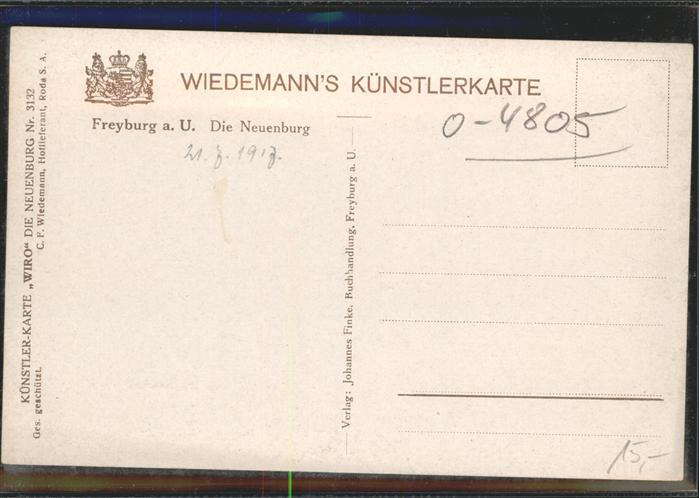 WIEDEMANN'S KÜNSTLERKARTE
Freyburg a. U. Die Neuenburg
21. 7. 1917.
O-4805
KÜNSTLER-KARTE „WIRO“ DIE NEUENBURG Nr. 3132
C. F. Wiedemann, Hoflieferant, Roda S. A.
Ges. geschützt.
Verlag: Johannes Finke, Buchhandlung, Freyburg a. U.
15,-